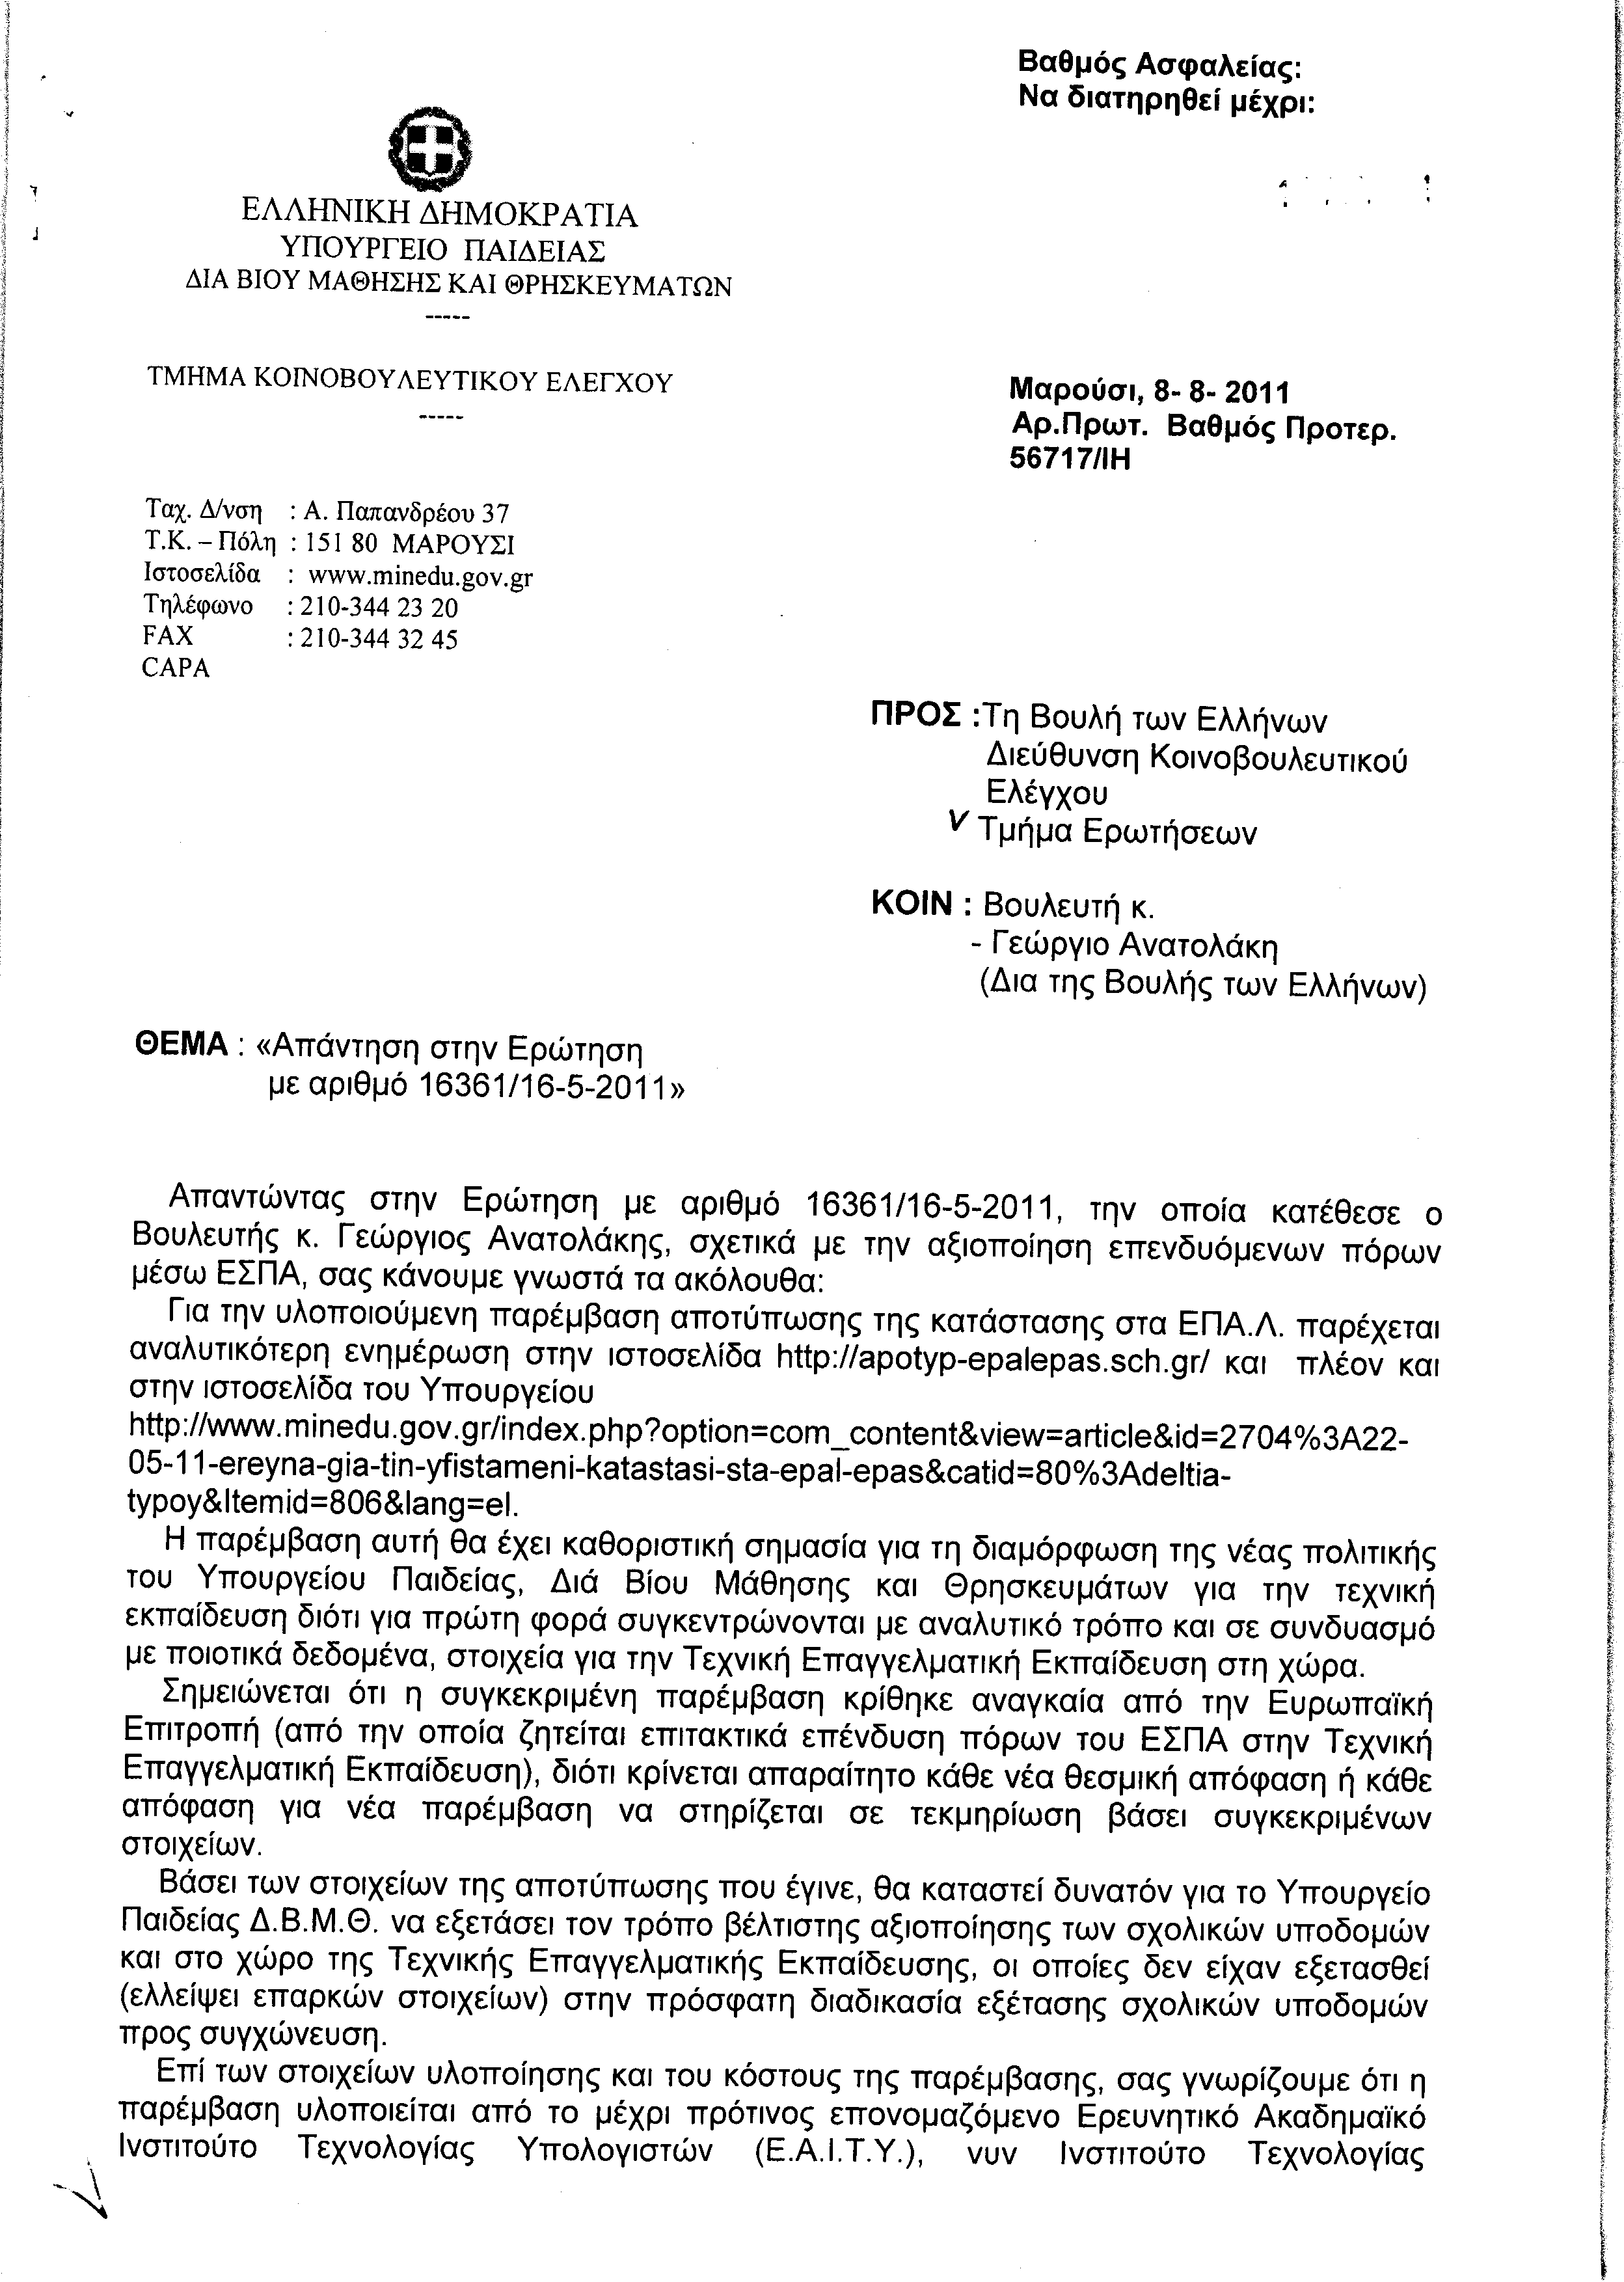 Βαθμός Ασφαλείας:
Να διατηρηθεί μέχρι:
ΕΛΛΗΝΙΚΗ ΔΗΜΟΚΡΑΤΙΑ
ΥΠΟΥΡΓΕΙΟ ΠΑΙΔΕΙΑΣ
ΔΙΑ ΒΙΟΥ ΜΑΘΗΣΗΣ ΚΑΙ ΘΡΗΣΚΕΥΜΑΤΩΝ
-----
ΤΜΗΜΑ ΚΟΙΝΟΒΟΥΛΕΥΤΙΚΟΥ ΕΛΕΓΧΟΥ
-----
Μαρούσι, 8- 8- 2011
Αρ.Πρωτ. Βαθμός Προτερ.
56717/ΙΗ
Ταχ. Δ/νση : Α. Παπανδρέου 37
Τ.Κ. – Πόλη : 151 80 ΜΑΡΟΥΣΙ
Ιστοσελίδα : www.minedu.gov.gr
Τηλέφωνο : 210-344 23 20
FAX : 210-344 32 45
CAPA
ΠΡΟΣ :Τη Βουλή των Ελλήνων
Διεύθυνση Κοινοβουλευτικού
Ελέγχου
Τμήμα Ερωτήσεων
ΚΟΙΝ : Βουλευτή κ.
- Γεώργιο Ανατολάκη
(Δια της Βουλής των Ελλήνων)
ΘΕΜΑ : «Απάντηση στην Ερώτηση
με αριθμό 16361/16-5-2011»
Απαντώντας στην Ερώτηση με αριθμό 16361/16-5-2011, την οποία κατέθεσε ο
Βουλευτής κ. Γεώργιος Ανατολάκης, σχετικά με την αξιοποίηση επενδυόμενων πόρων
μέσω ΕΣΠΑ, σας κάνουμε γνωστά τα ακόλουθα:
Για την υλοποιούμενη παρέμβαση αποτύπωσης της κατάστασης στα ΕΠΑ.Λ. παρέχεται
αναλυτικότερη ενημέρωση στην ιστοσελίδα http://apotyp-epalepas.sch.gr/ και πλέον και
στην ιστοσελίδα του Υπουργείου
http://www.minedu.gov.gr/index.php?option=com_content&view=article&id=2704%3A22-
05-11-ereyna-gia-tin-yfistameni-katastasi-sta-epal-epas&catid=80%3Adeltia-
typoy&Itemid=806&lang=el.
Η παρέμβαση αυτή θα έχει καθοριστική σημασία για τη διαμόρφωση της νέας πολιτικής
του Υπουργείου Παιδείας, Διά Βίου Μάθησης και Θρησκευμάτων για την τεχνική
εκπαίδευση διότι για πρώτη φορά συγκεντρώνονται με αναλυτικό τρόπο και σε συνδυασμό
με ποιοτικά δεδομένα, στοιχεία για την Τεχνική Επαγγελματική Εκπαίδευση στη χώρα.
Σημειώνεται ότι η συγκεκριμένη παρέμβαση κρίθηκε αναγκαία από την Ευρωπαϊκή
Επιτροπή (από την οποία ζητείται επιτακτικά επένδυση πόρων του ΕΣΠΑ στην Τεχνική
Επαγγελματική Εκπαίδευση), διότι κρίνεται απαραίτητο κάθε νέα θεσμική απόφαση ή κάθε
απόφαση για νέα παρέμβαση να στηρίζεται σε τεκμηρίωση βάσει συγκεκριμένων
στοιχείων.
Βάσει των στοιχείων της αποτύπωσης που έγινε, θα καταστεί δυνατόν για το Υπουργείο
Παιδείας Δ.Β.Μ.Θ. να εξετάσει τον τρόπο βέλτιστης αξιοποίησης των σχολικών υποδομών
και στο χώρο της Τεχνικής Επαγγελματικής Εκπαίδευσης, οι οποίες δεν είχαν εξετασθεί
(ελλείψει επαρκών στοιχείων) στην πρόσφατη διαδικασία εξέτασης σχολικών υποδομών
προς συγχώνευση.
Επί των στοιχείων υλοποίησης και του κόστους της παρέμβασης, σας γνωρίζουμε ότι η
παρέμβαση υλοποιείται από το μέχρι πρότινος επονομαζόμενο Ερευνητικό Ακαδημαϊκό
Ινστιτούτο Τεχνολογίας Υπολογιστών (Ε.Α.Ι.Τ.Υ.), νυν Ινστιτούτο Τεχνολογίας